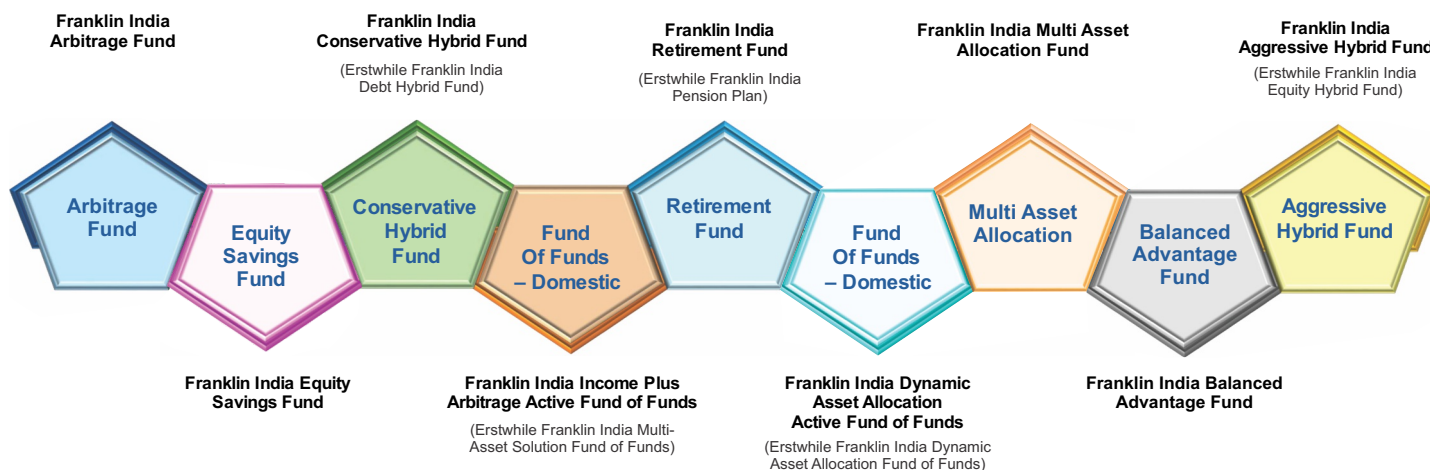 Franklin India
Arbitrage Fund
Franklin India
Conservative Hybrid Fund
(Erstwhile Franklin India
Debt Hybrid Fund)
Franklin India
Retirement Fund
(Erstwhile Franklin India
Pension Plan)
Franklin India Multi Asset
Allocation Fund
Franklin India
Aggressive Hybrid Fund
(Erstwhile Franklin India
Equity Hybrid Fund)
Arbitrage
Fund
Equity
Savings
Fund
Conservative
Hybrid
Fund
Fund
Of Funds
– Domestic
Retirement
Fund
Fund
Of Funds
– Domestic
Multi Asset
Allocation
Balanced
Advantage
Fund
Aggressive
Hybrid Fund
Franklin India Equity
Savings Fund
Franklin India Income Plus
Arbitrage Active Fund of Funds
(Erstwhile Franklin India Multi-
Asset Solution Fund of Funds)
Franklin India Dynamic
Asset Allocation
Active Fund of Funds
(Erstwhile Franklin India Dynamic
Asset Allocation Fund of Funds)
Franklin India Balanced
Advantage Fund